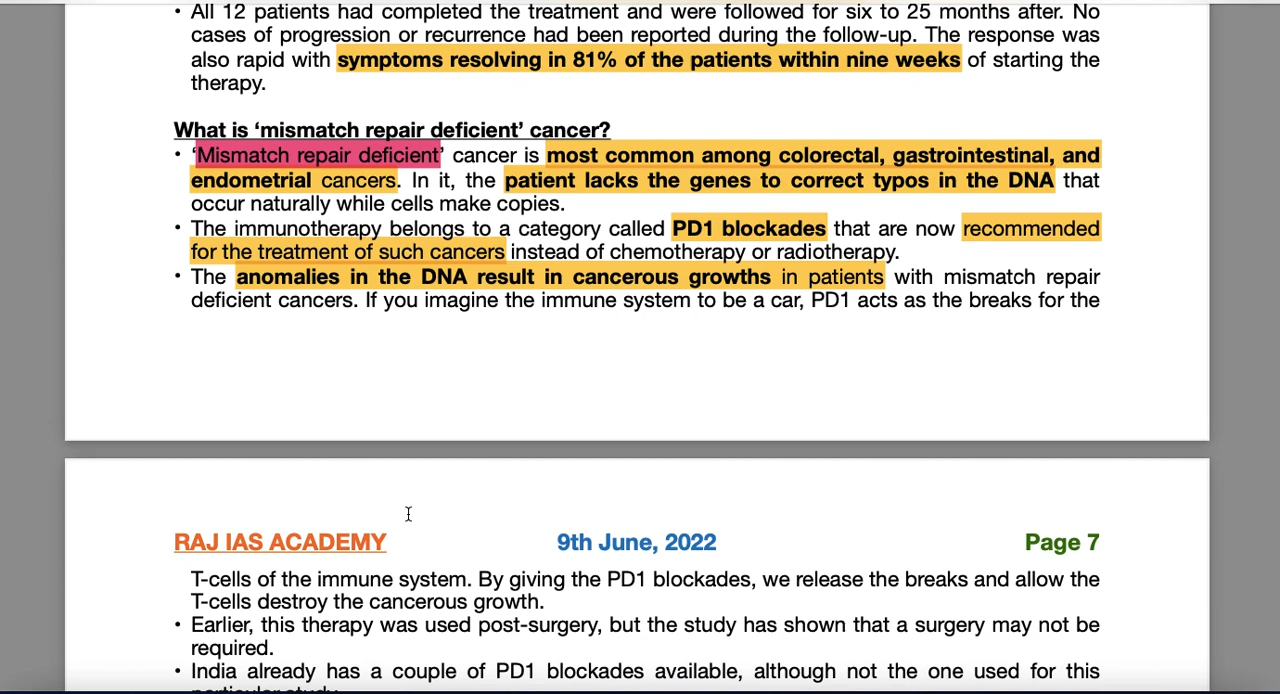 • All 12 patients had completed the treatment and were followed for six to 25 months after. No
cases of progression or recurrence had been reported during the follow-up. The response was
also rapid with symptoms resolving in 81% of the patients within nine weeks of starting the
therapy.
What is ‘mismatch repair deficient’ cancer?
• ‘Mismatch repair deficient’ cancer is most common among colorectal, gastrointestinal, and
endometrial cancers. In it, the patient lacks the genes to correct typos in the DNA that
occur naturally while cells make copies.
• The immunotherapy belongs to a category called PD1 blockades that are now recommended
for the treatment of such cancers instead of chemotherapy or radiotherapy.
• The anomalies in the DNA result in cancerous growths in patients with mismatch repair
deficient cancers. If you imagine the immune system to be a car, PD1 acts as the breaks for the
RAJ IAS ACADEMY 9th June, 2022 Page 7
T-cells of the immune system. By giving the PD1 blockades, we release the breaks and allow the
T-cells destroy the cancerous growth.
• Earlier, this therapy was used post-surgery, but the study has shown that a surgery may not be
required.
• India already has a couple of PD1 blockades available, although not the one used for this
particular study.